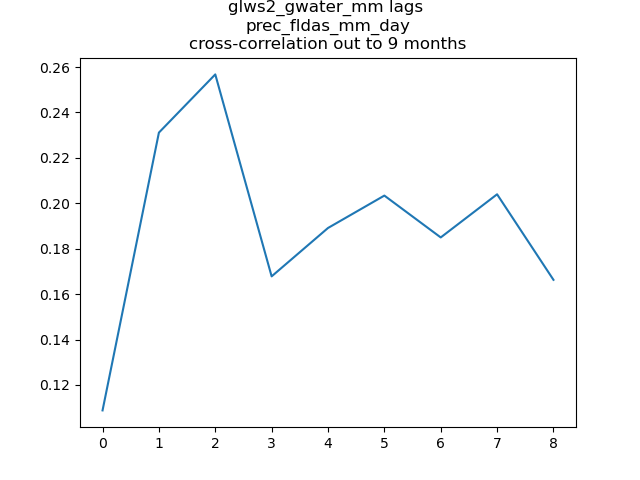 glws2_gwater_mm lags
prec_fldas_mm_day
cross-correlation out to 9 months
0.26
0.24
0.22
0.20
0.18
0.16
0.14
0.12
0 1 2 3 4 5 6 7 8